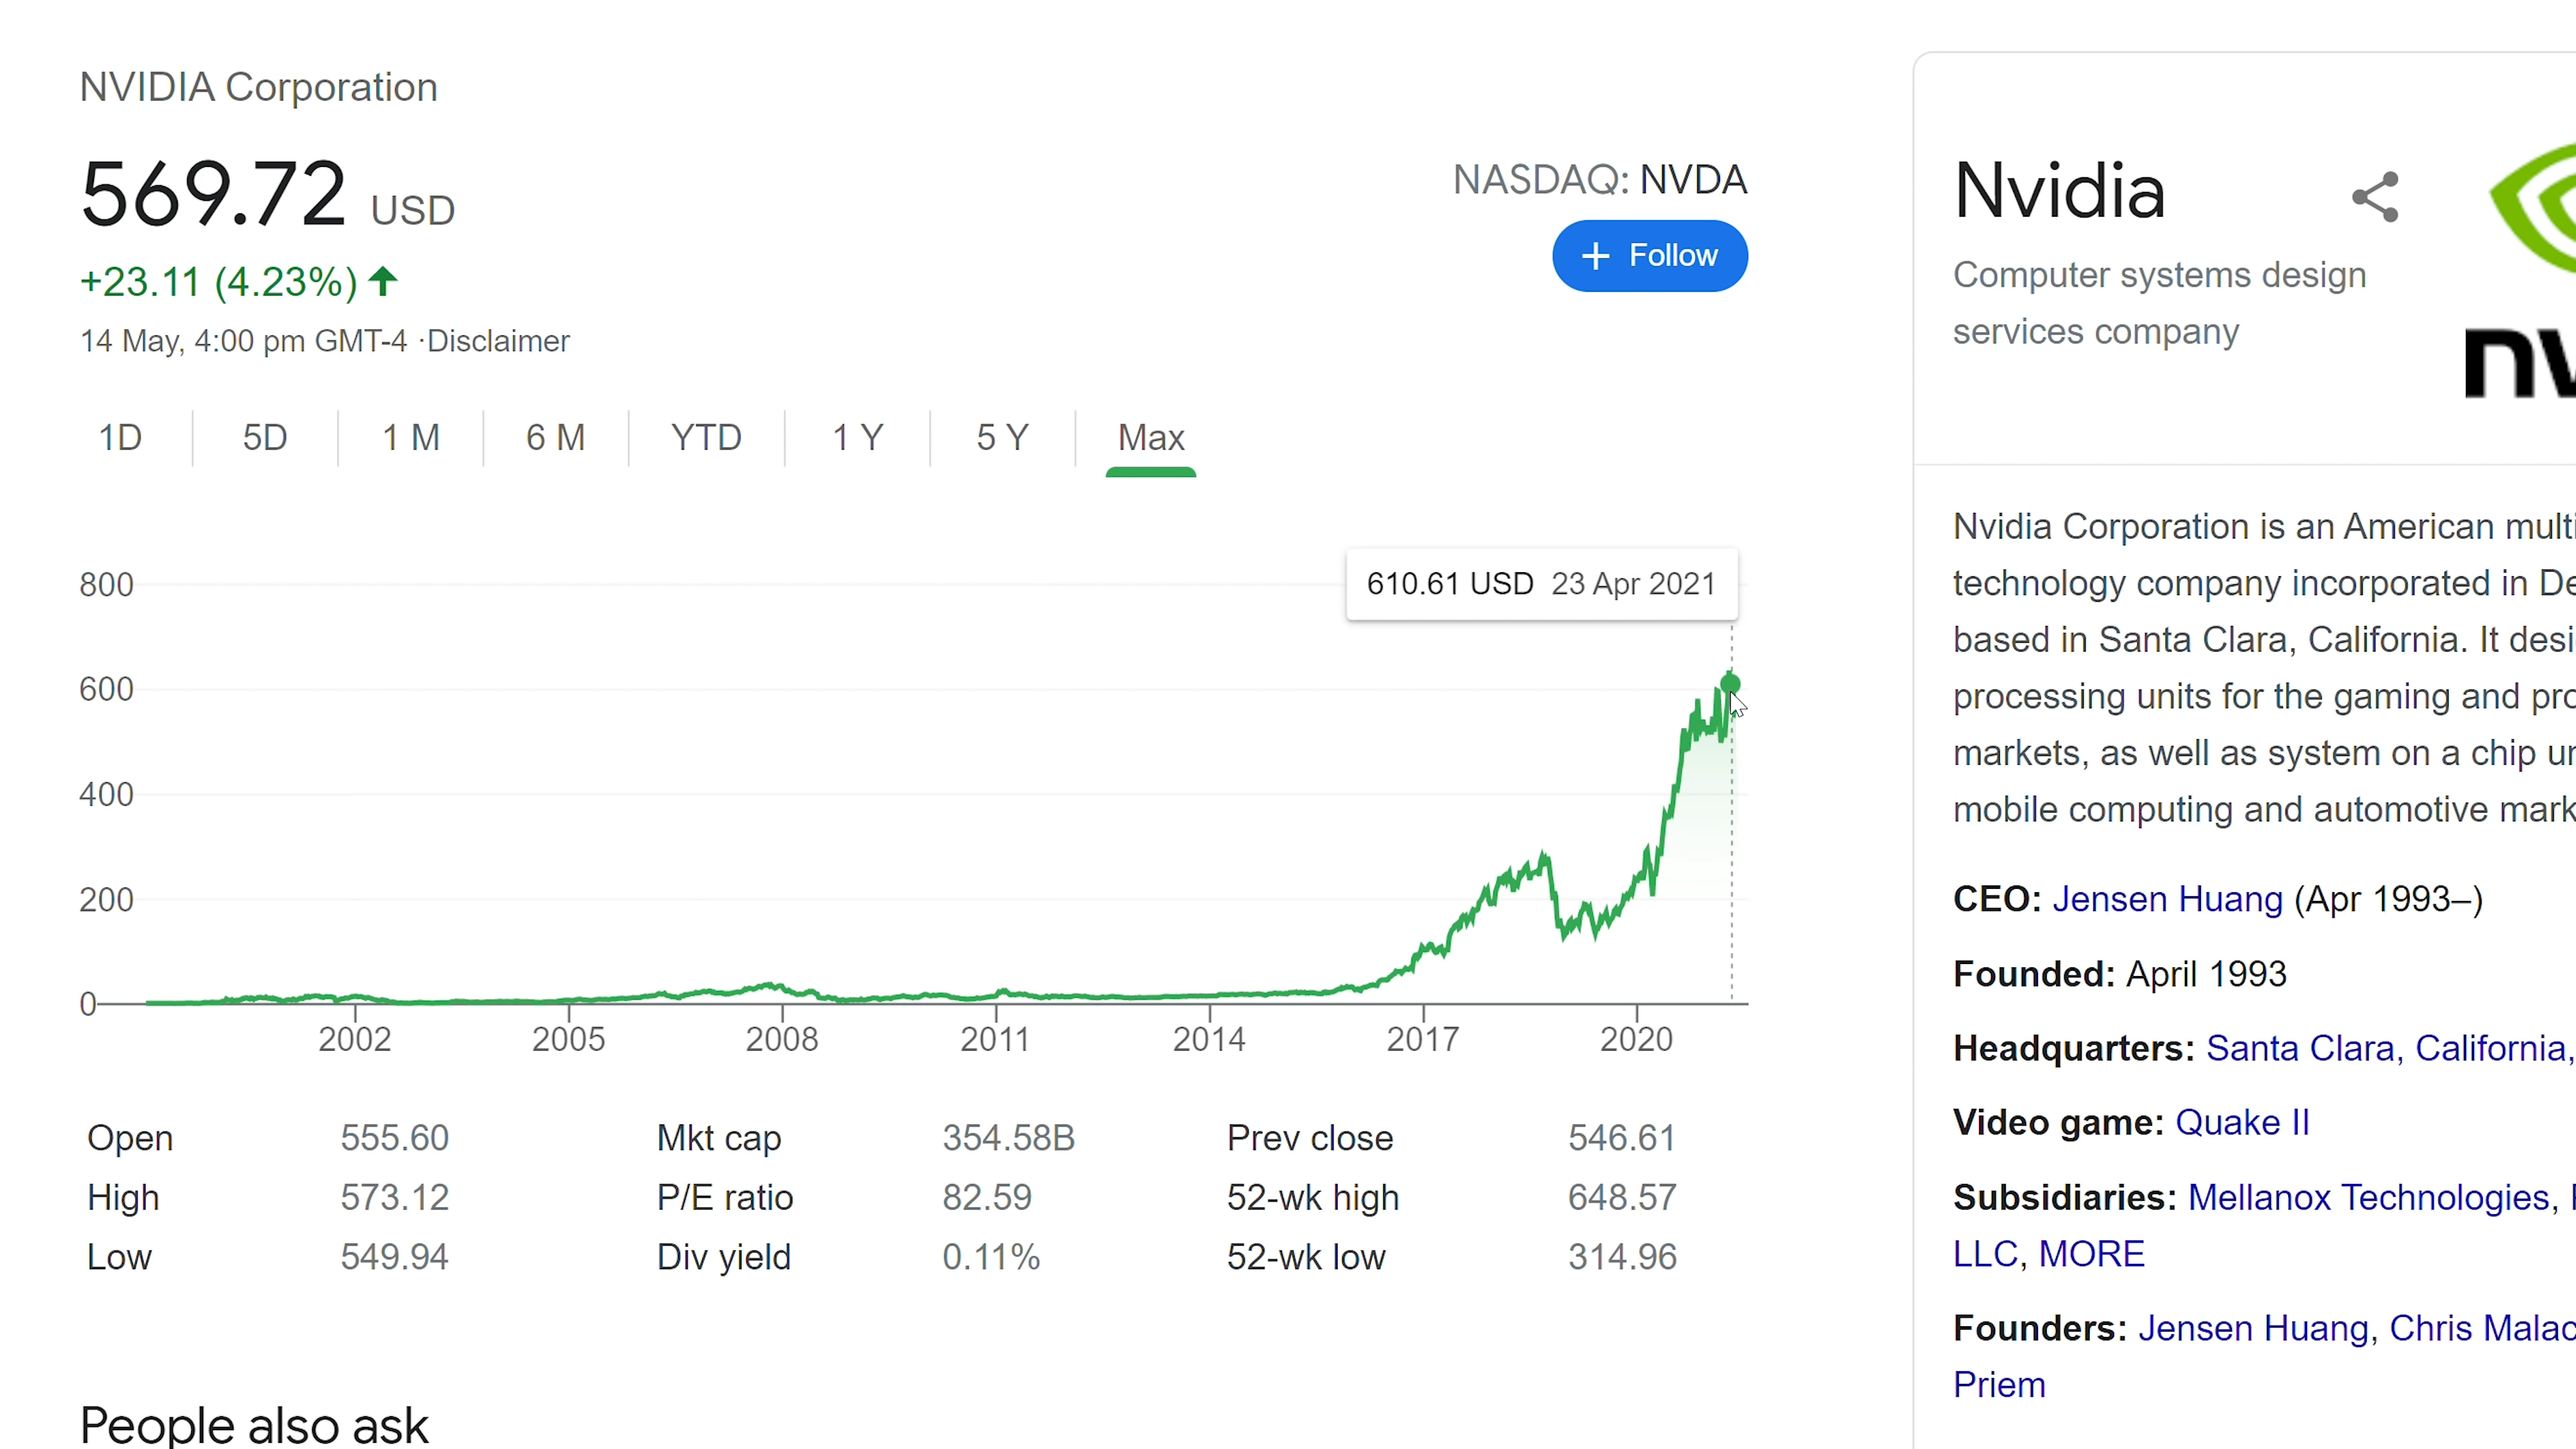 NVIDIA Corporation
569.72 USD
+23.11 (4.23%)
14 May, 4:00 pm GMT-4 ·Disclaimer
NASDAQ: NVDA
+ Follow
1D 5D 1 M 6 M YTD 1 Y 5 Y Max
610.61 USD 23 Apr 2021
800
600
400
200
0
2002 2005 2008 2011 2014 2017 2020
Open 555.60 Mkt cap 354.58B Prev close 546.61
High 573.12 P/E ratio 82.59 52-wk high 648.57
Low 549.94 Div yield 0.11% 52-wk low 314.96
People also ask
Nvidia
Computer systems design
services company
Nvidia Corporation is an American
technology company incorporated in
based in Santa Clara, California. It
processing units for the gaming and
markets, as well as system on a chip
mobile computing and automotive
CEO: Jensen Huang (Apr 1993–)
Founded: April 1993
Headquarters: Santa Clara, California,
Video game: Quake II
Subsidiaries: Mellanox Technologies,
LLC, MORE
Founders: Jensen Huang, Chris
Priem